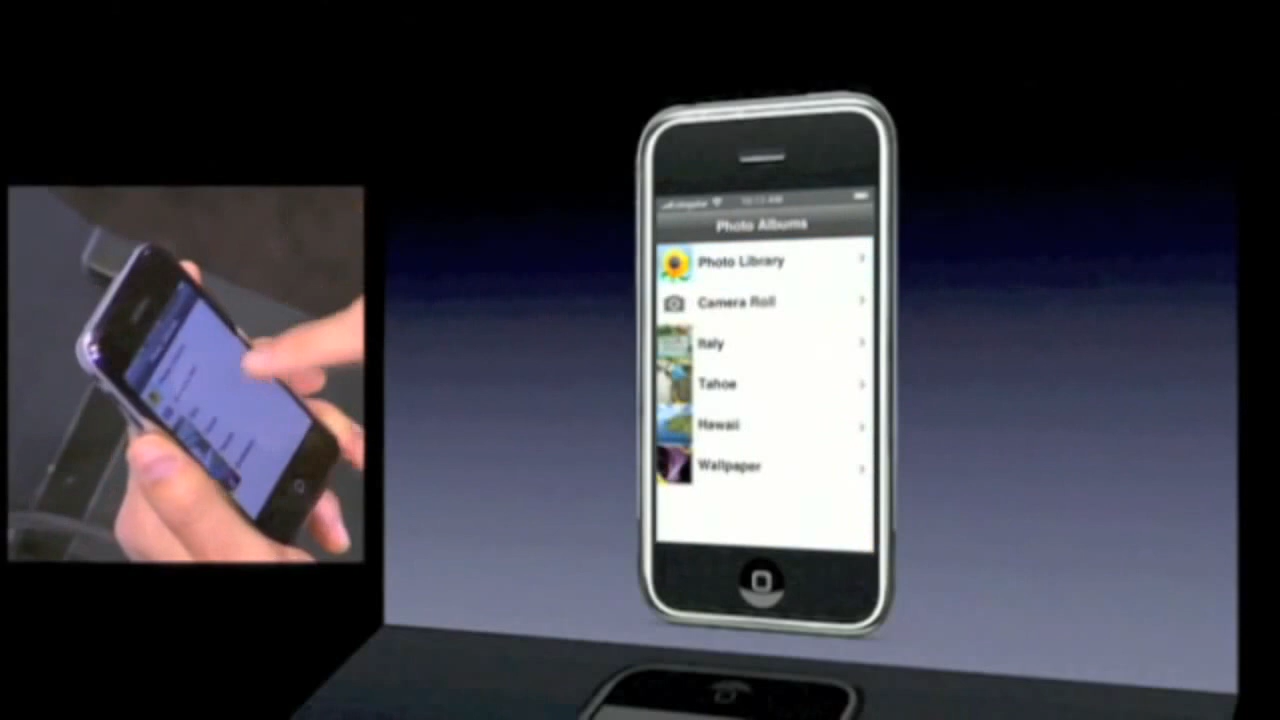 Photo Albums
Photo Library
Camera Roll
Italy
Tahoe
Hawaii
Wallpaper